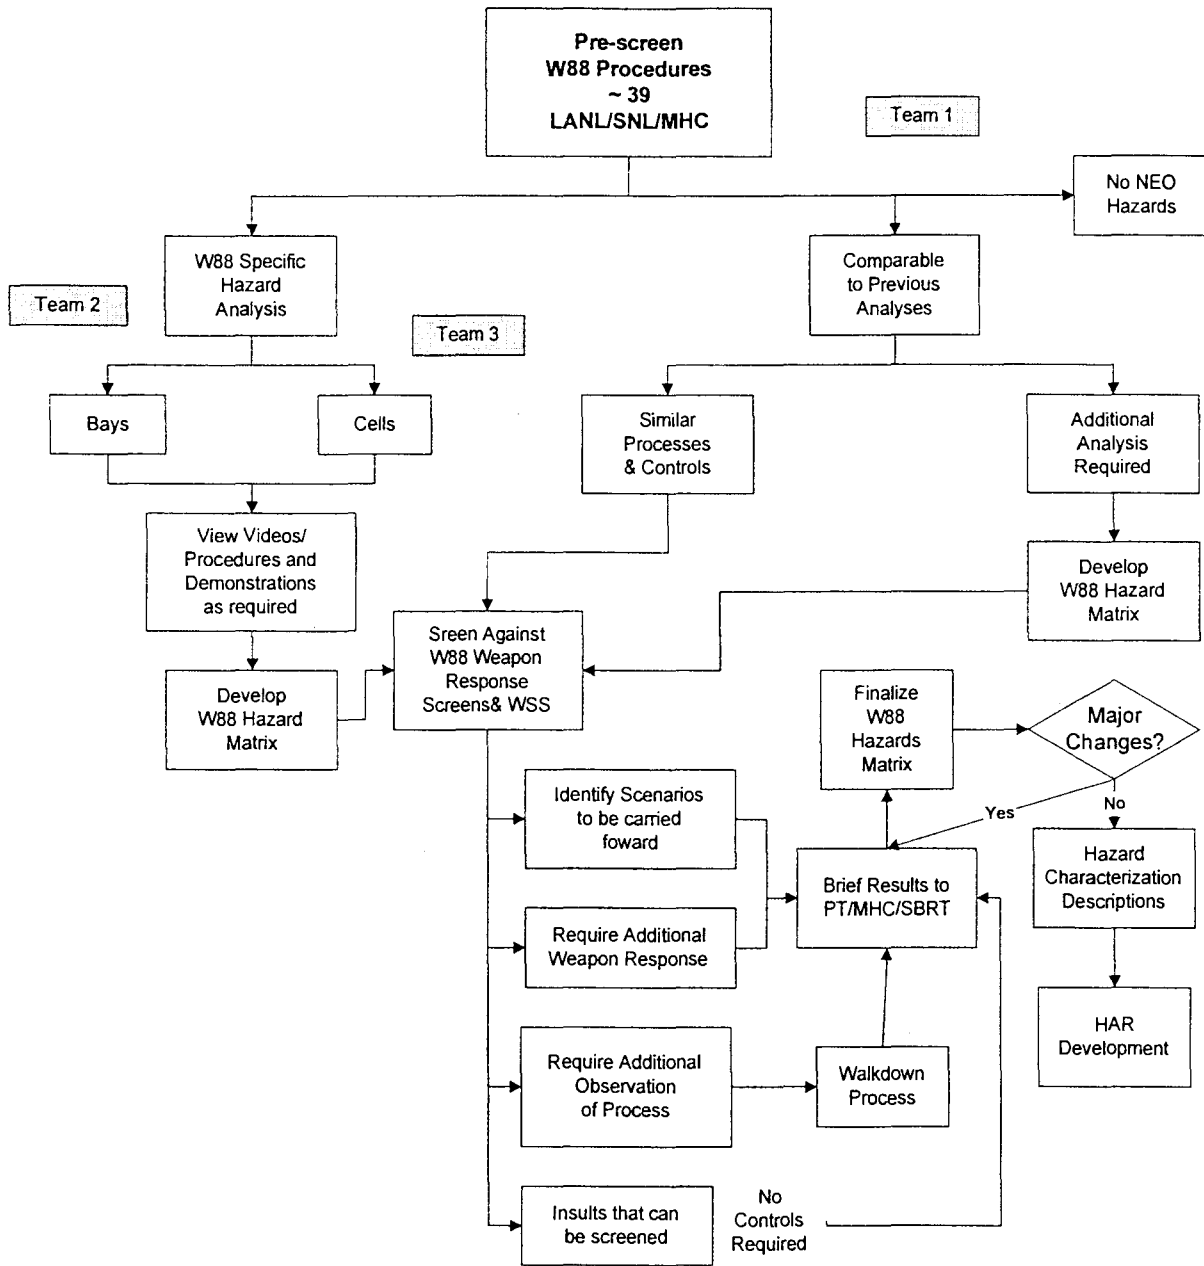 Pre-screen
W88 Procedures
~ 39
LANL/SNL/MHC
Team 1
No NEO
Hazards
W88 Specific
Hazard
Analysis
Comparable
to Previous
Analyses
Team 2
Team 3
Bays
Cells
Similar
Processes
& Controls
Additional
Analysis
Required
View Videos/
Procedures and
Demonstrations
as required
Develop
W88 Hazard
Matrix
Sreen Against
W88 Weapon
Response
Screens& WSS
Develop
W88 Hazard
Matrix
Finalize
W88
Hazards
Matrix
Major
Changes?
Yes
No
Identify Scenarios
to be carried
foward
Brief Results to
PT/MHC/SBRT
Hazard
Characterization
Descriptions
Require Additional
Weapon Response
HAR
Development
Require Additional
Observation
of Process
Walkdown
Process
Insults that can
be screened
No
Controls
Required